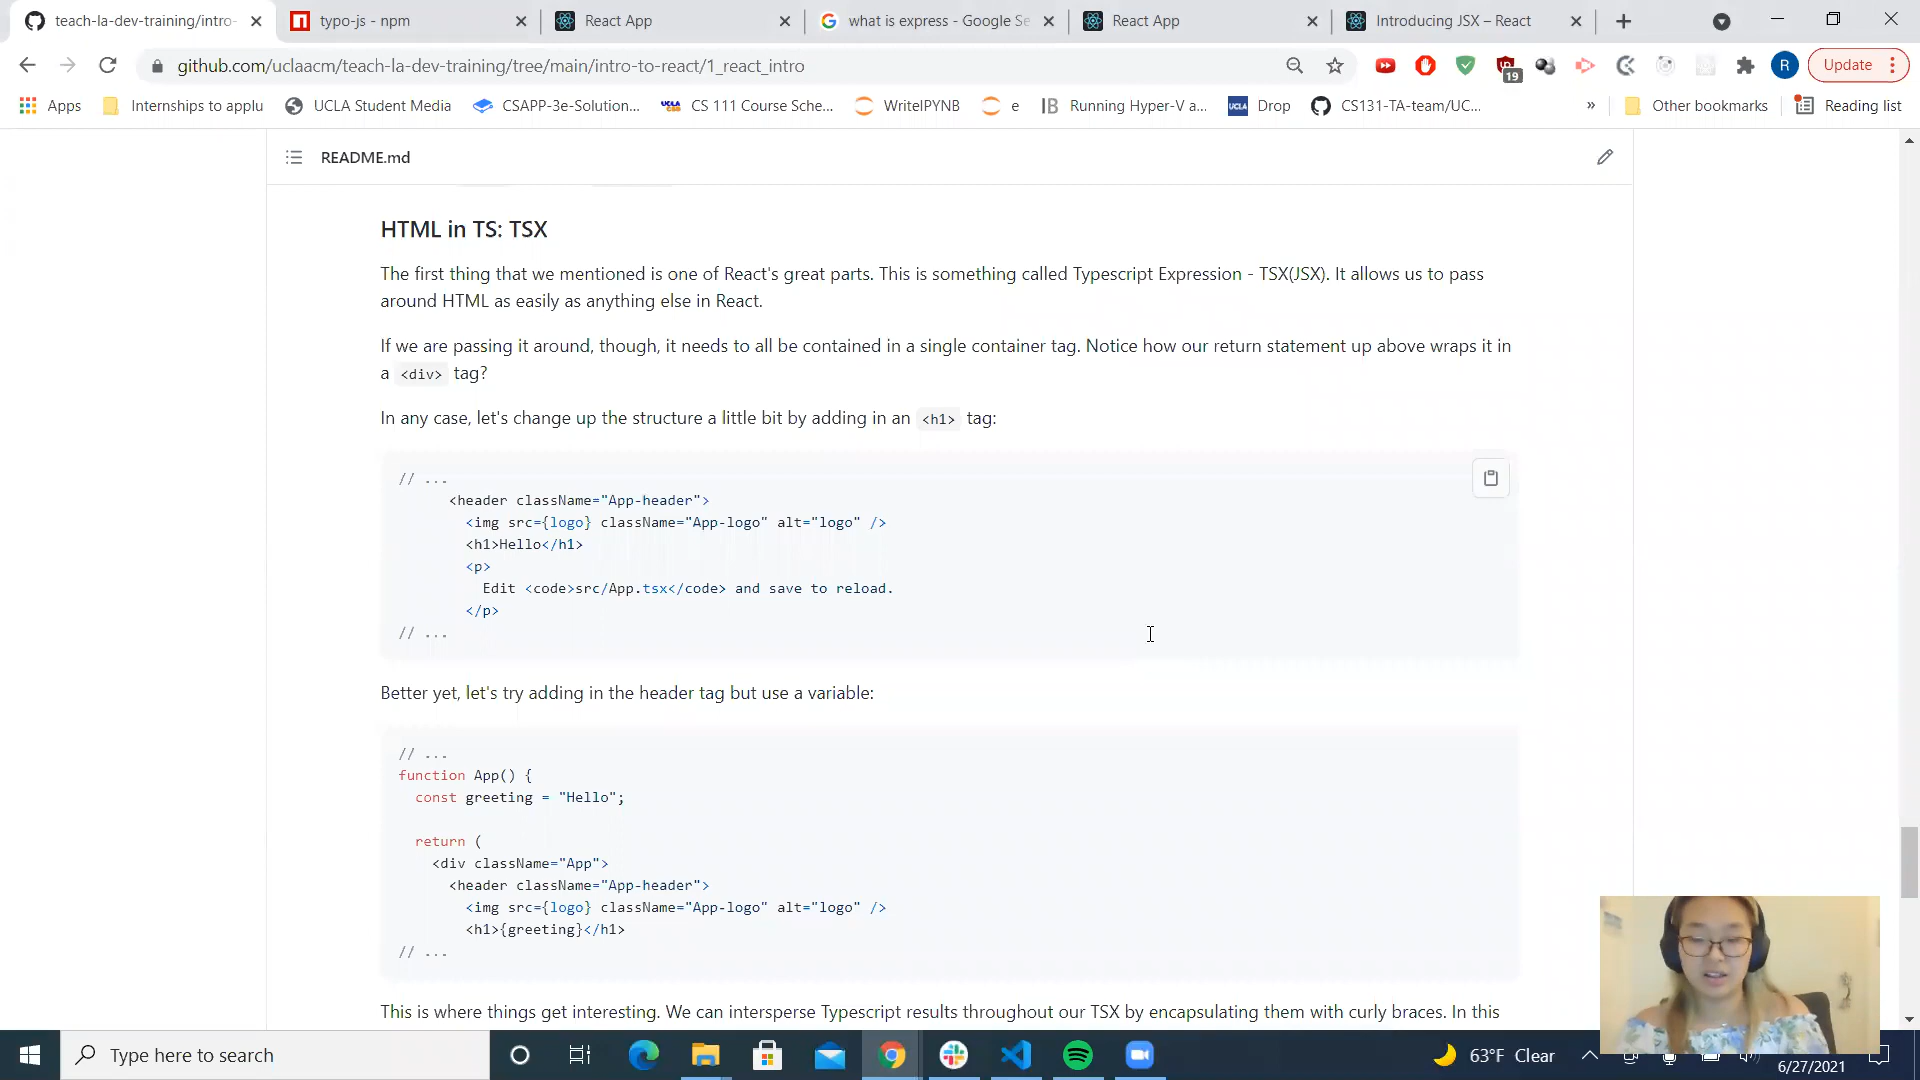 teach-la-dev-training/intro-
typo-js - npm
React App
what is express - Google Se
React App
Introducing JSX – React
github.com/uclaacm/teach-la-dev-training/tree/main/intro-to-react/1_react_intro
19
R
Update
Apps
Internships to applu
UCLA Student Media
CSAPP-3e-Solution...
CS 111 Course Sche...
WriteIPYNB
e
Running Hyper-V a...
Drop
CS131-TA-team/UC...
»
Other bookmarks
Reading list
README.md
HTML in TS: TSX
The first thing that we mentioned is one of React's great parts. This is something called Typescript Expression - TSX(JSX). It allows us to pass
around HTML as easily as anything else in React.
If we are passing it around, though, it needs to all be contained in a single container tag. Notice how our return statement up above wraps it in
a <div> tag?
In any case, let's change up the structure a little bit by adding in an <h1> tag:
// ...
<header className="App-header">
<img src={logo} className="App-logo" alt="logo" />
<h1>Hello</h1>
<p>
Edit <code>src/App.tsx</code> and save to reload.
</p>
// ...
Better yet, let's try adding in the header tag but use a variable:
// ...
function App() {
const greeting = "Hello";
return (
<div className="App">
<header className="App-header">
<img src={logo} className="App-logo" alt="logo" />
<h1>{greeting}</h1>
// ...
This is where things get interesting. We can intersperse Typescript results throughout our TSX by encapsulating them with curly braces. In this
Type here to search
63°F Clear
6/27/2021